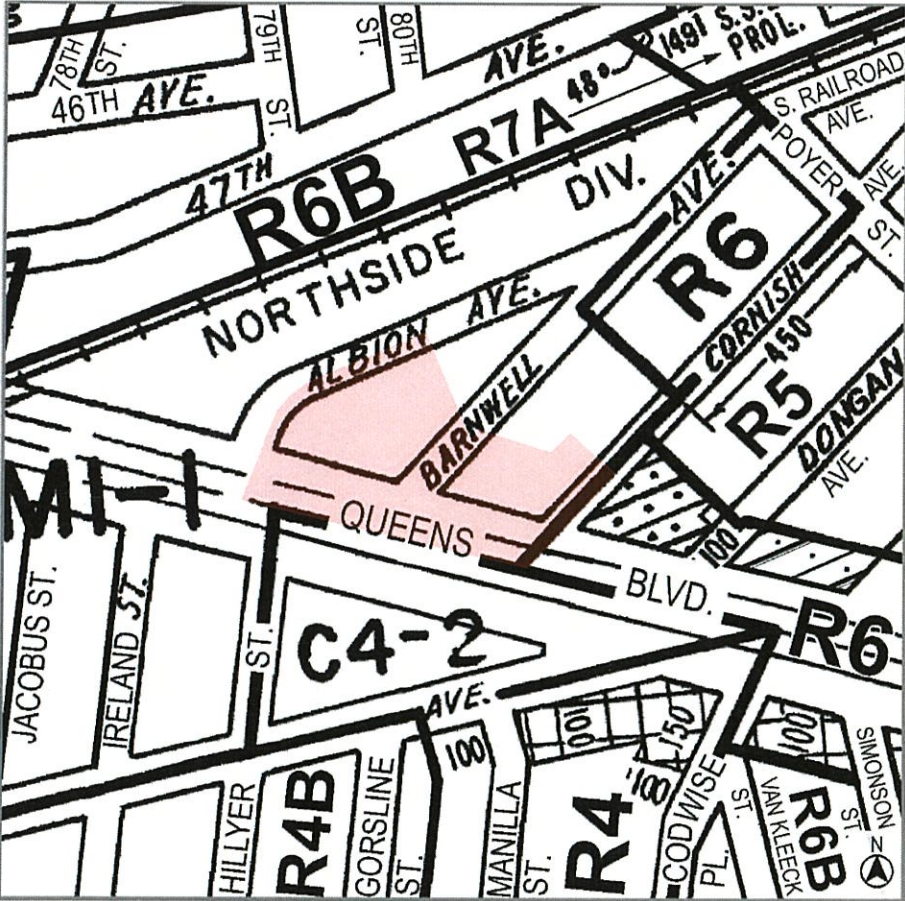 78TH ST.
79TH ST.
80TH ST.
46TH AVE.
47TH AVE.
R6B
R7A
48°
149!
PROL.
S. RAILROAD AVE.
POYER ST.
AVE.
NORTHSIDE DIV.
ALBION AVE.
BARNWELL AVE.
R6
CORNISH
450
R5
DONGAN AVE.
100
M1-1
QUEENS BLVD.
R6
JACOBUS ST.
IRELAND ST.
C4-2
AVE.
HILLYER ST.
R4B
GORSLINE ST.
100
MANILLA ST.
100
150
100
R4
CODWISE PL.
ST.
VAN KLEECK ST.
100
R6B
SIMONSON
N